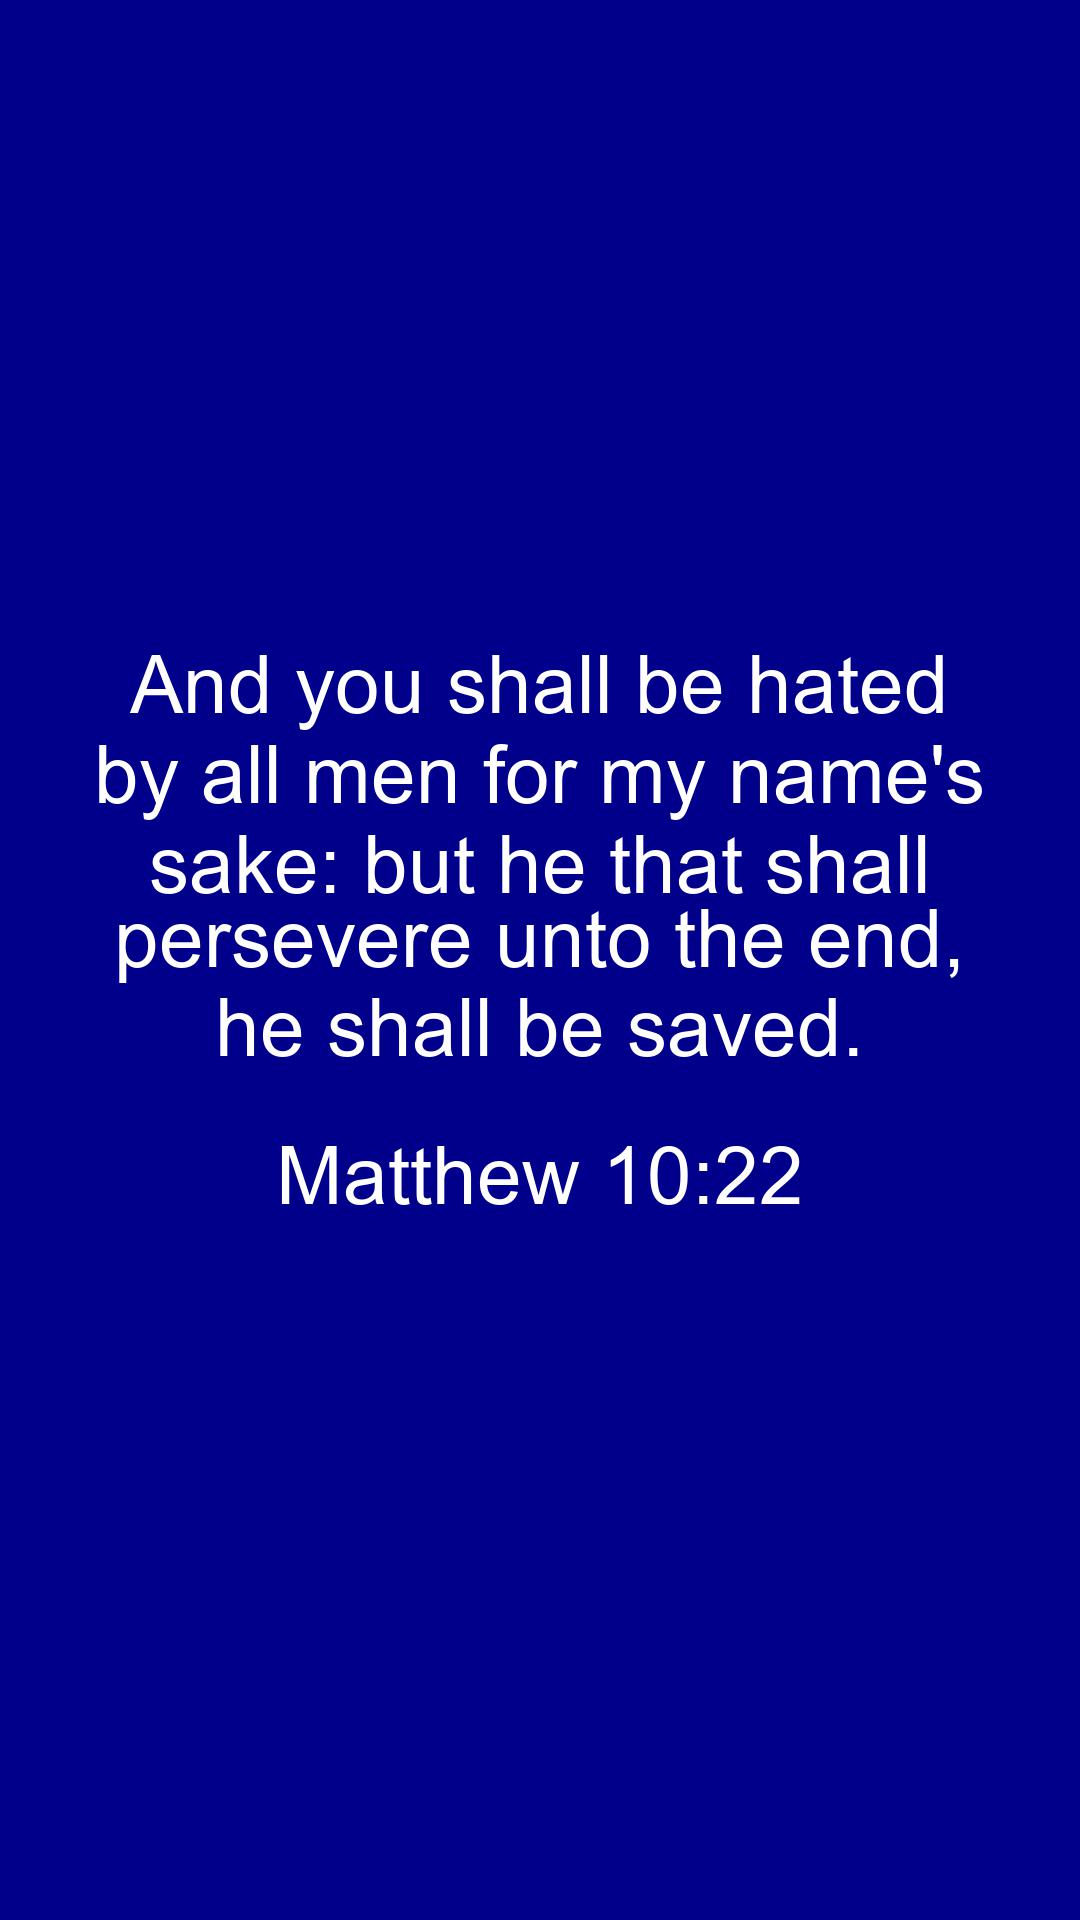 And you shall be hated
by all men for my name's
sake: but he that shall
persevere unto the end,
he shall be saved.
Matthew 10:22